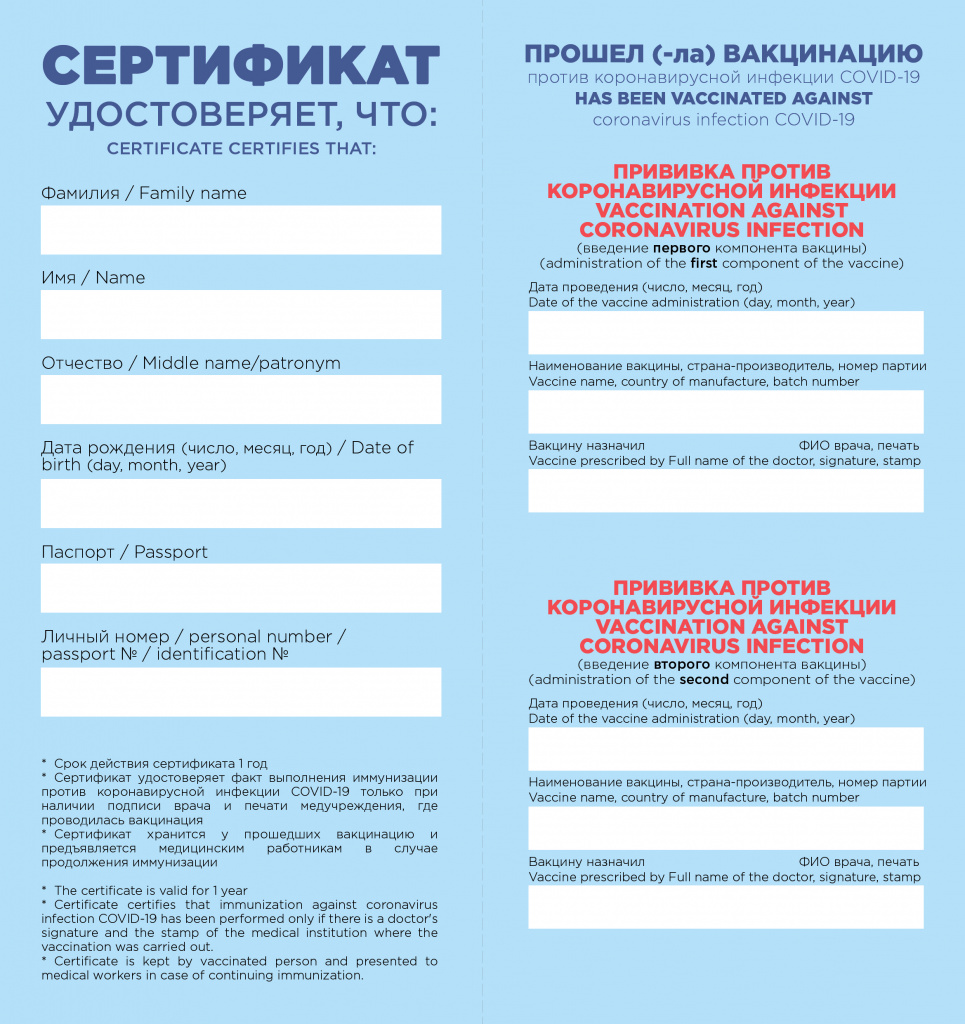 СЕРТИФИКАТ
УДОСТОВЕРЯЕТ, ЧТО:
CERTIFICATE CERTIFIES THAT:
Фамилия / Family name
Имя / Name
Отчество / Middle name/patronym
Дата рождения (число, месяц, год) / Date of
birth (day, month, year)
Паспорт / Passport
Личный номер / personal number /
passport № / identification №
* Срок действия сертификата 1 год
* Сертификат удостоверяет факт выполнения иммунизации
против коронавирусной инфекции COVID-19 только при
наличии подписи врача и печати медучреждения, где
проводилась вакцинация
* Сертификат хранится у прошедших вакцинацию и
предъявляется медицинским работникам в случае
продолжения иммунизации
* The certificate is valid for 1 year
* Certificate certifies that immunization against coronavirus
infection COVID-19 has been performed only if there is a doctor's
signature and the stamp of the medical institution where the
vaccination was carried out.
* Certificate is kept by vaccinated person and presented to
medical workers in case of continuing immunization.
ПРОШЕЛ (-ла) ВАКЦИНАЦИЮ
против коронавирусной инфекции COVID-19
HAS BEEN VACCINATED AGAINST
coronavirus infection COVID-19
ПРИВИВКА ПРОТИВ
КОРОНАВИРУСНОЙ ИНФЕКЦИИ
VACCINATION AGAINST
CORONAVIRUS INFECTION
(введение первого компонента вакцины)
(administration of the first component of the vaccine)
Дата проведения (число, месяц, год)
Date of the vaccine administration (day, month, year)
Наименование вакцины, страна-производитель, номер партии
Vaccine name, country of manufacture, batch number
Вакцину назначил ФИО врача, печать
Vaccine prescribed by Full name of the doctor, signature, stamp
ПРИВИВКА ПРОТИВ
КОРОНАВИРУСНОЙ ИНФЕКЦИИ
VACCINATION AGAINST
CORONAVIRUS INFECTION
(введение второго компонента вакцины)
(administration of the second component of the vaccine)
Дата проведения (число, месяц, год)
Date of the vaccine administration (day, month, year)
Наименование вакцины, страна-производитель, номер партии
Vaccine name, country of manufacture, batch number
Вакцину назначил ФИО врача, печать
Vaccine prescribed by Full name of the doctor, signature, stamp